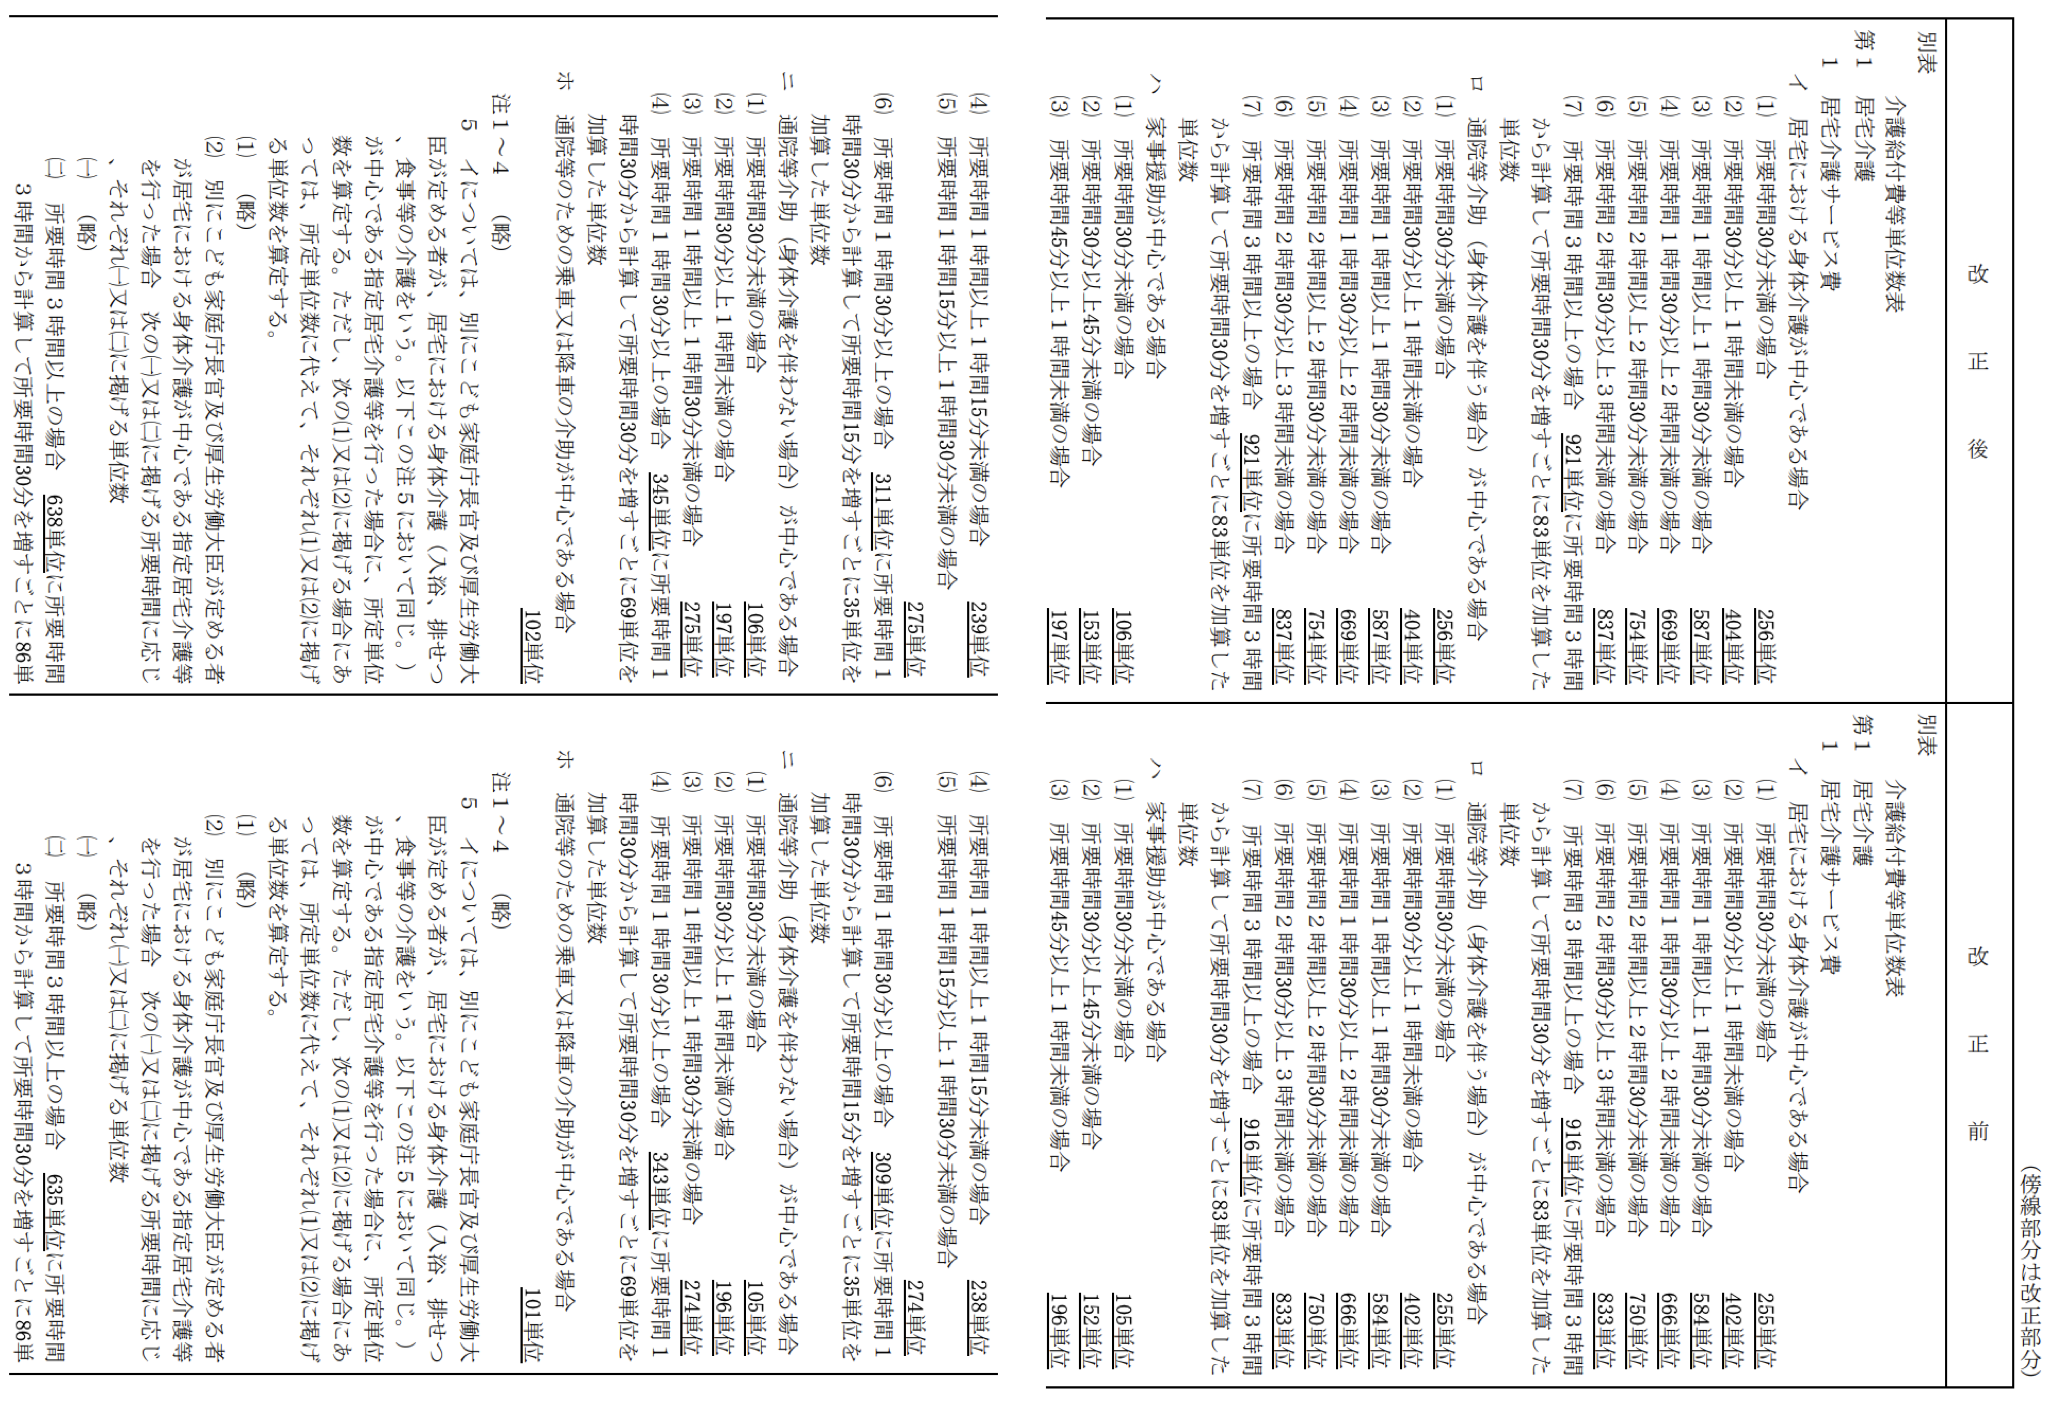 （傍線部分は改正部分）
改　正　後
別表
介護給付費等単位数表
第１　居宅介護
１　居宅介護サービス費
イ　居宅における身体介護が中心である場合
⑴　所要時間30分未満の場合　256単位
⑵　所要時間30分以上１時間未満の場合　404単位
⑶　所要時間１時間以上１時間30分未満の場合　587単位
⑷　所要時間１時間30分以上２時間未満の場合　669単位
⑸　所要時間２時間以上２時間30分未満の場合　754単位
⑹　所要時間２時間30分以上３時間未満の場合　837単位
⑺　所要時間３時間以上の場合　921単位に所要時間３時間
から計算して所要時間30分を増すごとに83単位を加算した
単位数
ロ　通院等介助（身体介護を伴う場合）が中心である場合
⑴　所要時間30分未満の場合　256単位
⑵　所要時間30分以上１時間未満の場合　404単位
⑶　所要時間１時間以上１時間30分未満の場合　587単位
⑷　所要時間１時間30分以上２時間未満の場合　669単位
⑸　所要時間２時間以上２時間30分未満の場合　754単位
⑹　所要時間２時間30分以上３時間未満の場合　837単位
⑺　所要時間３時間以上の場合　921単位に所要時間３時間
から計算して所要時間30分を増すごとに83単位を加算した
単位数
ハ　家事援助が中心である場合
⑴　所要時間30分未満の場合　106単位
⑵　所要時間30分以上45分未満の場合　153単位
⑶　所要時間45分以上１時間未満の場合　197単位
改　正　前
別表
介護給付費等単位数表
第１　居宅介護
１　居宅介護サービス費
イ　居宅における身体介護が中心である場合
⑴　所要時間30分未満の場合　255単位
⑵　所要時間30分以上１時間未満の場合　402単位
⑶　所要時間１時間以上１時間30分未満の場合　584単位
⑷　所要時間１時間30分以上２時間未満の場合　666単位
⑸　所要時間２時間以上２時間30分未満の場合　750単位
⑹　所要時間２時間30分以上３時間未満の場合　833単位
⑺　所要時間３時間以上の場合　916単位に所要時間３時間
から計算して所要時間30分を増すごとに83単位を加算した
単位数
ロ　通院等介助（身体介護を伴う場合）が中心である場合
⑴　所要時間30分未満の場合　255単位
⑵　所要時間30分以上１時間未満の場合　402単位
⑶　所要時間１時間以上１時間30分未満の場合　584単位
⑷　所要時間１時間30分以上２時間未満の場合　666単位
⑸　所要時間２時間以上２時間30分未満の場合　750単位
⑹　所要時間２時間30分以上３時間未満の場合　833単位
⑺　所要時間３時間以上の場合　916単位に所要時間３時間
から計算して所要時間30分を増すごとに83単位を加算した
単位数
ハ　家事援助が中心である場合
⑴　所要時間30分未満の場合　105単位
⑵　所要時間30分以上45分未満の場合　152単位
⑶　所要時間45分以上１時間未満の場合　196単位
⑷　所要時間１時間以上１時間15分未満の場合　239単位
⑸　所要時間１時間15分以上１時間30分未満の場合
275単位
⑹　所要時間１時間30分以上の場合　311単位に所要時間１
時間30分から計算して所要時間15分を増すごとに35単位を
加算した単位数
ニ　通院等介助（身体介護を伴わない場合）が中心である場合
⑴　所要時間30分未満の場合　106単位
⑵　所要時間30分以上１時間未満の場合　197単位
⑶　所要時間１時間以上１時間30分未満の場合　275単位
⑷　所要時間１時間30分以上の場合　345単位に所要時間１
時間30分から計算して所要時間30分を増すごとに69単位を
加算した単位数
ホ　通院等のための乗車又は降車の介助が中心である場合
102単位
注１～４　（略）
５　イについては、別にこども家庭庁長官及び厚生労働大
臣が定める者が、居宅における身体介護（入浴、排せつ
、食事等の介護をいう。以下この注５において同じ。）
が中心である指定居宅介護等を行った場合に、所定単位
数を算定する。ただし、次の⑴又は⑵に掲げる場合にあ
っては、所定単位数に代えて、それぞれ⑴又は⑵に掲げ
る単位数を算定する。
⑴　（略）
⑵　別にこども家庭庁長官及び厚生労働大臣が定める者
が居宅における身体介護が中心である指定居宅介護等
を行った場合　次の㈠又は㈡に掲げる所要時間に応じ
、それぞれ㈠又は㈡に掲げる単位数
㈠　（略）
㈡　所要時間３時間以上の場合　638単位に所要時間
３時間から計算して所要時間30分を増すごとに86単
⑷　所要時間１時間以上１時間15分未満の場合　238単位
⑸　所要時間１時間15分以上１時間30分未満の場合
274単位
⑹　所要時間１時間30分以上の場合　309単位に所要時間１
時間30分から計算して所要時間15分を増すごとに35単位を
加算した単位数
ニ　通院等介助（身体介護を伴わない場合）が中心である場合
⑴　所要時間30分未満の場合　105単位
⑵　所要時間30分以上１時間未満の場合　196単位
⑶　所要時間１時間以上１時間30分未満の場合　274単位
⑷　所要時間１時間30分以上の場合　343単位に所要時間１
時間30分から計算して所要時間30分を増すごとに69単位を
加算した単位数
ホ　通院等のための乗車又は降車の介助が中心である場合
101単位
注１～４　（略）
５　イについては、別にこども家庭庁長官及び厚生労働大
臣が定める者が、居宅における身体介護（入浴、排せつ
、食事等の介護をいう。以下この注５において同じ。）
が中心である指定居宅介護等を行った場合に、所定単位
数を算定する。ただし、次の⑴又は⑵に掲げる場合にあ
っては、所定単位数に代えて、それぞれ⑴又は⑵に掲げ
る単位数を算定する。
⑴　（略）
⑵　別にこども家庭庁長官及び厚生労働大臣が定める者
が居宅における身体介護が中心である指定居宅介護等
を行った場合　次の㈠又は㈡に掲げる所要時間に応じ
、それぞれ㈠又は㈡に掲げる単位数
㈠　（略）
㈡　所要時間３時間以上の場合　635単位に所要時間
３時間から計算して所要時間30分を増すごとに86単